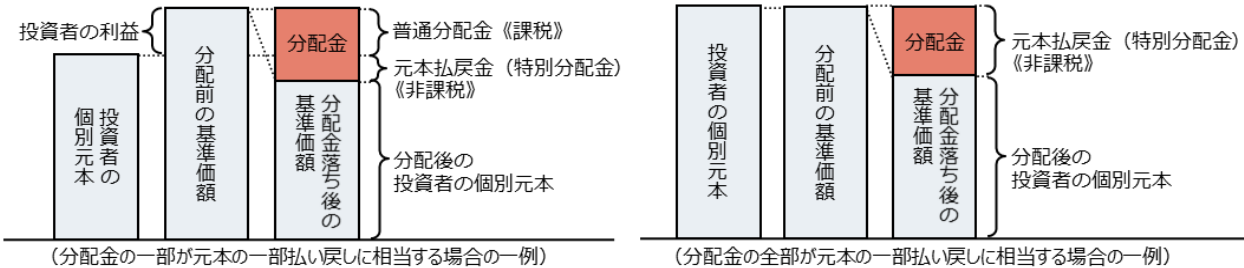 投資者の利益
投資者の
個別元本
分配前の基準価額
分配金
分配金落ち後の
基準価額
普通分配金《課税》
元本払戻金（特別分配金）
《非課税》
分配後の
投資者の個別元本
（分配金の一部が元本の一部払い戻しに相当する場合の一例）
投資者の個別元本
分配前の基準価額
分配金
分配金落ち後の
基準価額
元本払戻金（特別分配金）
《非課税》
分配後の
投資者の個別元本
（分配金の全部が元本の一部払い戻しに相当する場合の一例）